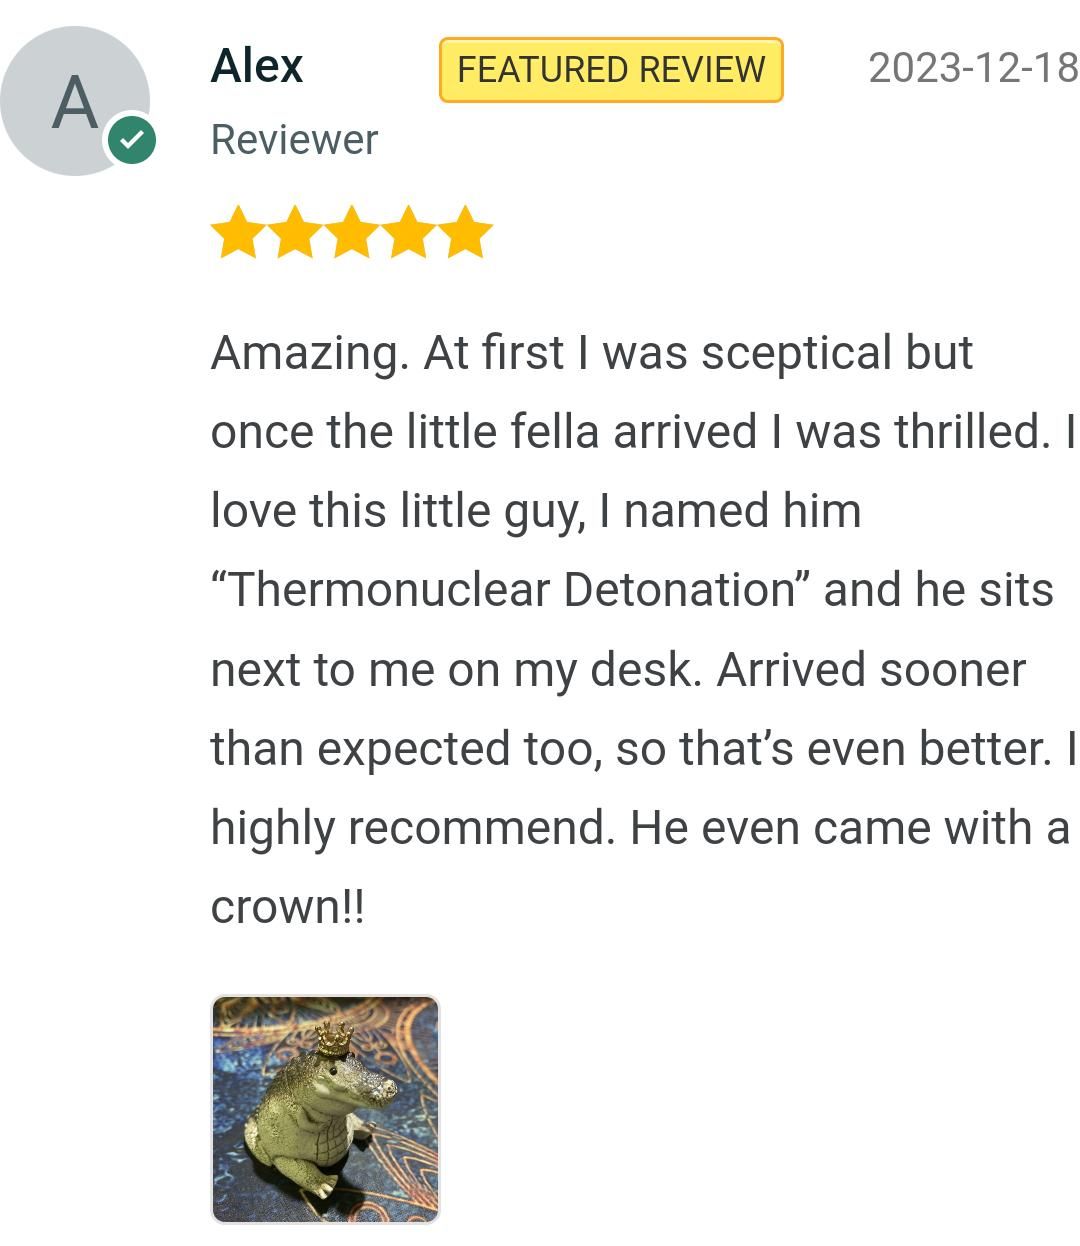 A
Alex
FEATURED REVIEW
2023-12-18
Reviewer
Amazing. At first I was sceptical but
once the little fella arrived I was thrilled. I
love this little guy, I named him
“Thermonuclear Detonation” and he sits
next to me on my desk. Arrived sooner
than expected too, so that’s even better. I
highly recommend. He even came with a
crown!!